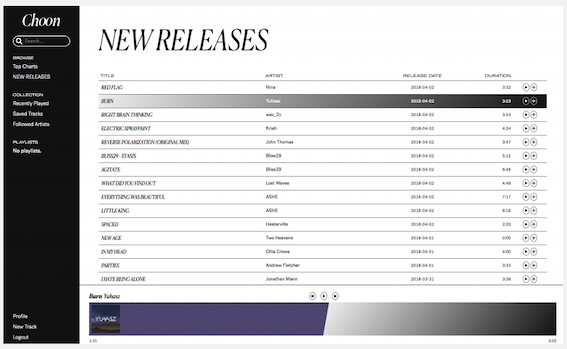 Choon
Search...
BROWSE
Top Charts
NEW RELEASES
COLLECTION
Recently Played
Saved Tracks
Followed Artists
PLAYLISTS
No playlists.
Profile
New Track
Logout
NEW RELEASES
TITLE ARTIST RELEASE DATE DURATION
RED FLAG Nina 2018-04-02 3:32
BURN Yuhasz 2018-04-02 3:03
RIGHT BRAIN THINKING wav_Dr. 2018-04-02 3:03
ELECTRIC SPRAYPAINT Krish 2018-04-02 4:24
REVERSE POLARIZATION (ORIGINAL MIX) John Thomas 2018-04-02 3:47
BLISS29 - STASIS Bliss29 2018-04-02 5:12
AGITATE Bliss29 2018-04-02 8:46
WHAT DID YOU FIND OUT Lost Waves 2018-04-02 4:48
EVERYTHING WAS BEAUTIFUL ASHE 2018-04-02 7:17
LITTLE KING ASHE 2018-04-02 6:18
SPACED Hesterville 2018-04-02 2:20
NEW AGE Two Heavens 2018-04-01 0:00
IN MY HEAD Ollie Crowe 2018-04-01 4:00
PARTIES Andrew Fletcher 2018-04-01 3:33
I HATE BEING ALONE Jonathan Mann 2018-03-31 3:36
Burn Yuhasz
YUHASZ
1:31 3:03